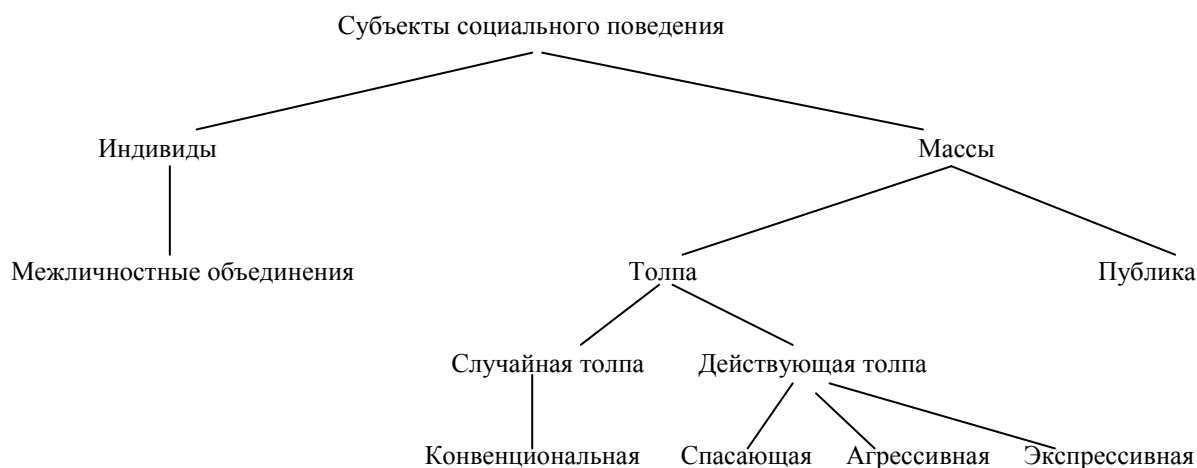 Субъекты социального поведения
Индивиды Массы
Межличностные объединения Толпа Публика
Случайная толпа Действующая толпа
Конвенциональная Спасающая Агрессивная Экспрессивная